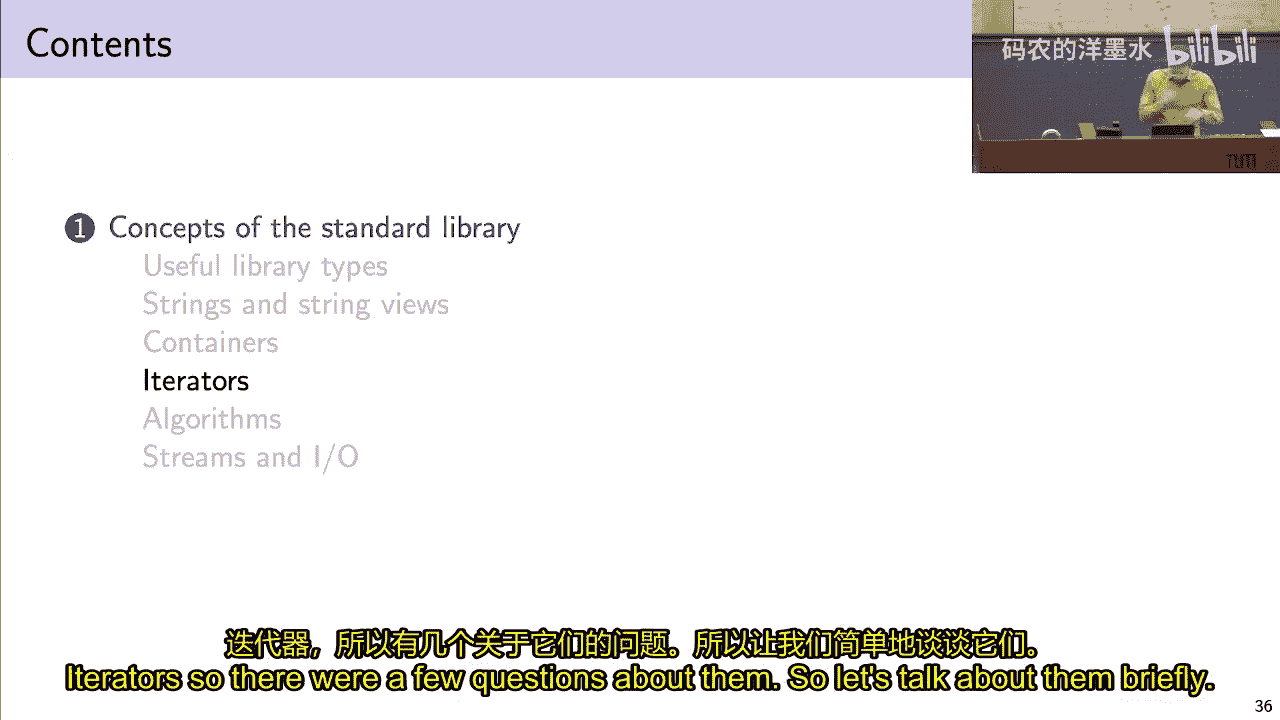 Contents
码农的洋墨水 bilibili
TUM
1 Concepts of the standard library
Useful library types
Strings and string views
Containers
Iterators
Algorithms
Streams and I/O
迭代器，所以有几个关于它们的问题。所以让我们简单地谈谈它们。
Iterators so there were a few questions about them. So let's talk about them briefly.
36